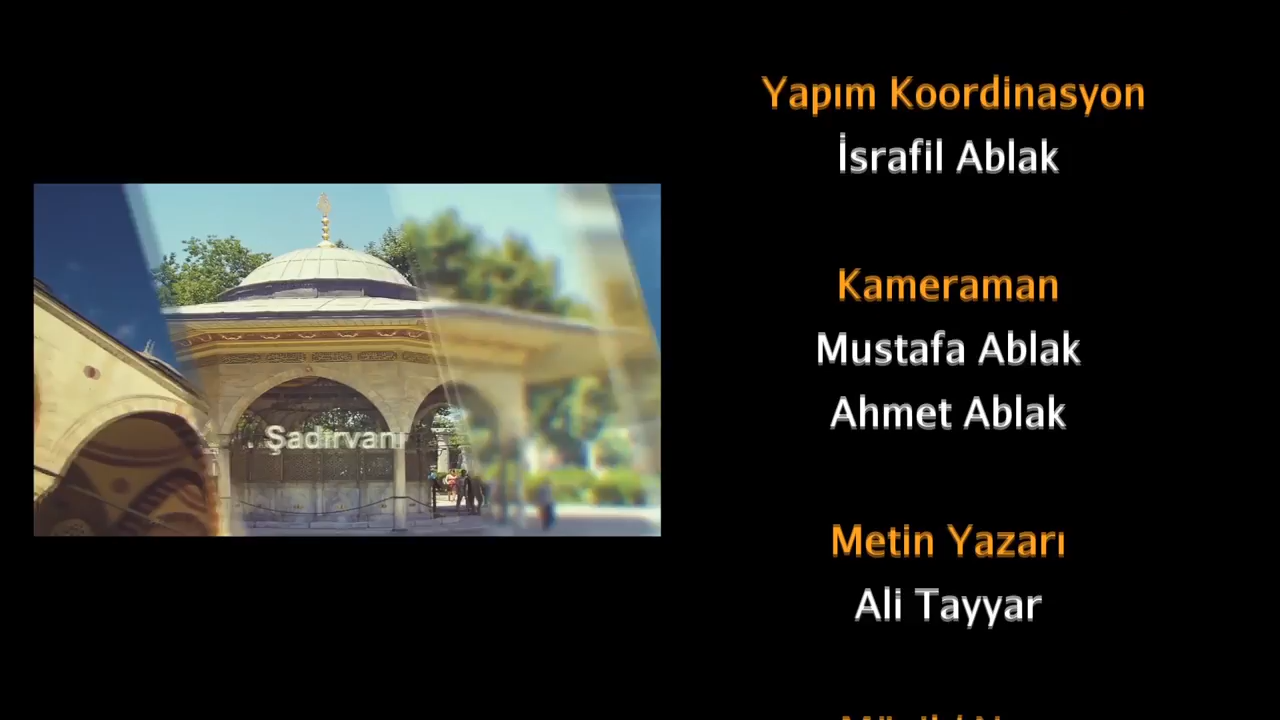 Şadırvanı
Yapım Koordinasyon
İsrafil Ablak
Kameraman
Mustafa Ablak
Ahmet Ablak
Metin Yazarı
Ali Tayyar